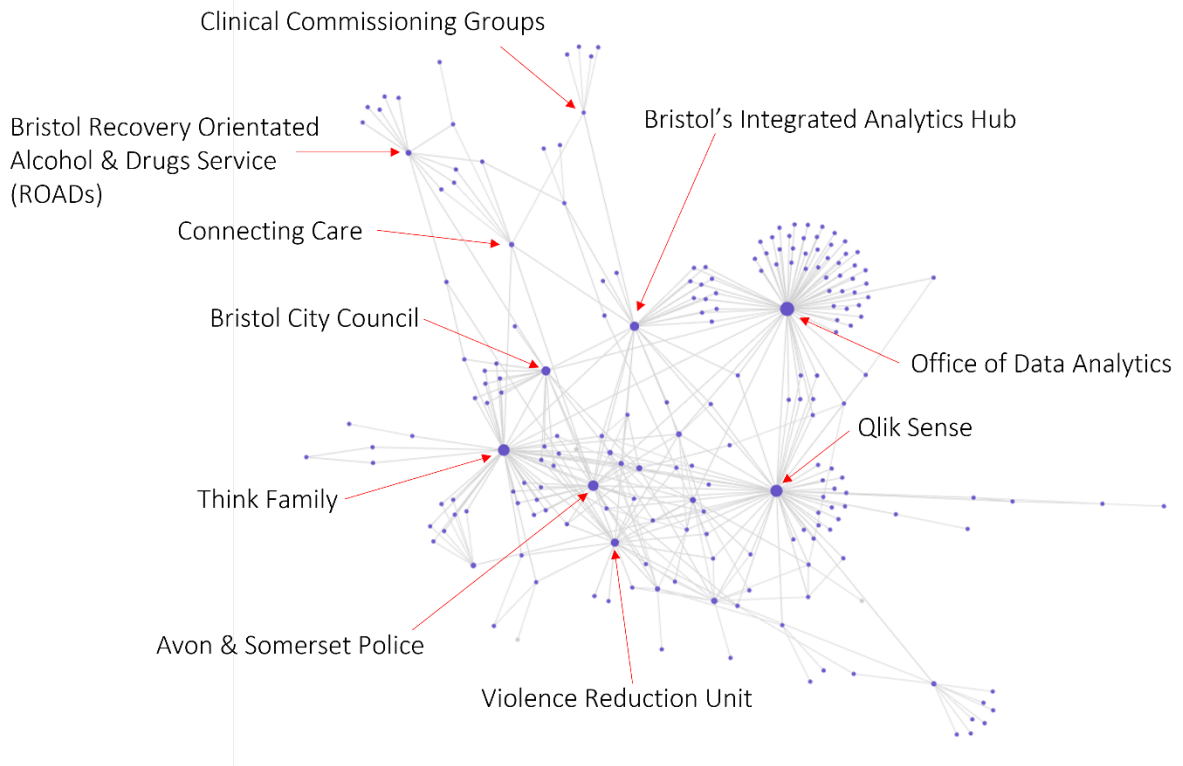 Clinical Commissioning Groups
Bristol Recovery Orientated
Alcohol & Drugs Service
(ROADs)
Bristol’s Integrated Analytics Hub
Connecting Care
Bristol City Council
Office of Data Analytics
Qlik Sense
Think Family
Avon & Somerset Police
Violence Reduction Unit